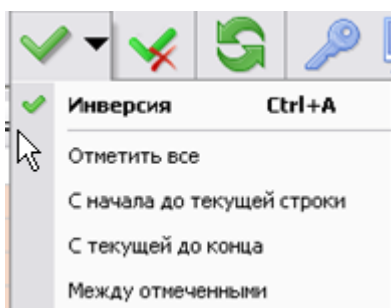 Инверсия Ctrl+A
Отметить все
С начала до текущей строки
С текущей до конца
Между отмеченными